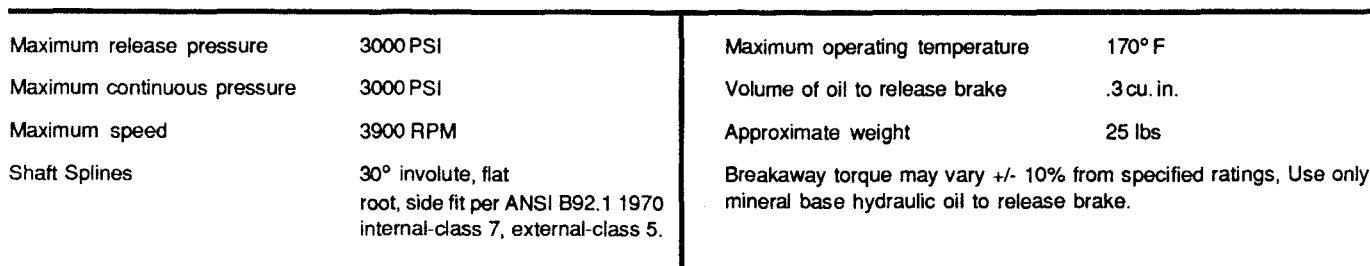 Maximum release pressure 3000 PSI
Maximum continuous pressure 3000 PSI
Maximum speed 3900 RPM
Shaft Splines 30° involute, flat
root, side fit per ANSI B92.1 1970
internal-class 7, external-class 5.
Maximum operating temperature 170° F
Volume of oil to release brake .3 cu. in.
Approximate weight 25 lbs
Breakaway torque may vary +/- 10% from specified ratings, Use only
mineral base hydraulic oil to release brake.